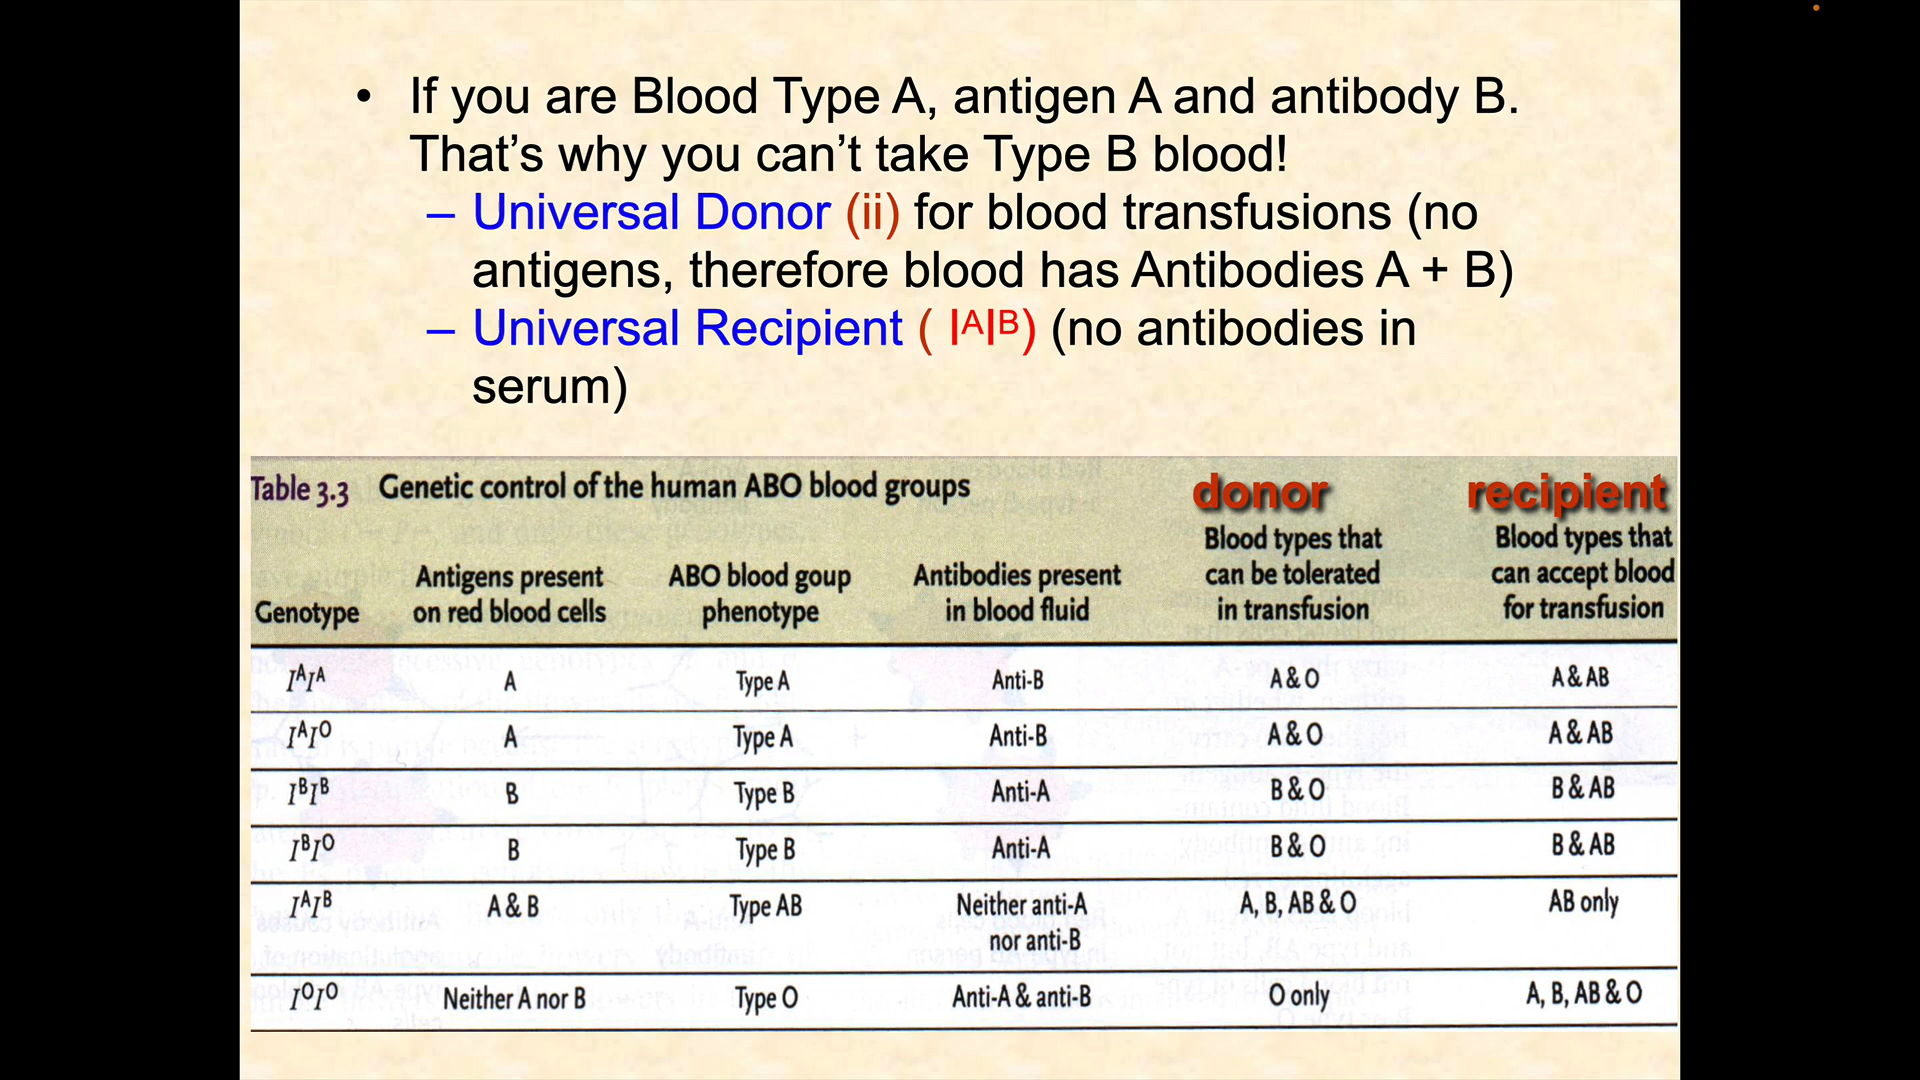 • If you are Blood Type A, antigen A and antibody B.
That’s why you can’t take Type B blood!
– Universal Donor (ii) for blood transfusions (no
antigens, therefore blood has Antibodies A + B)
– Universal Recipient ( IᴬIᴮ) (no antibodies in
serum)
Table 3.3 Genetic control of the human ABO blood groups donor recipient
Genotype Antigens present on red blood cells ABO blood goup phenotype Antibodies present in blood fluid Blood types that can be tolerated in transfusion Blood types that can accept blood for transfusion
IᴬIᴬ A Type A Anti-B A & O A & AB
IᴬIᴼ A Type A Anti-B A & O A & AB
IᴮIᴮ B Type B Anti-A B & O B & AB
IᴮIᴼ B Type B Anti-A B & O B & AB
IᴬIᴮ A & B Type AB Neither anti-A nor anti-B A, B, AB & O AB only
IᴼIᴼ Neither A nor B Type O Anti-A & anti-B O only A, B, AB & O